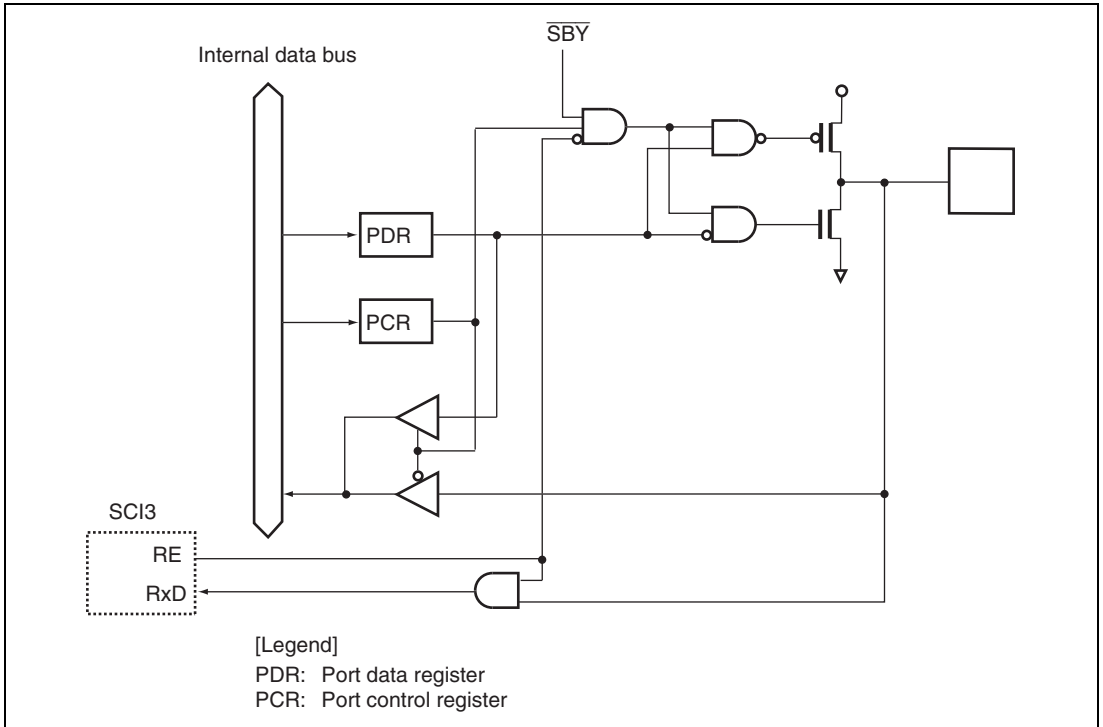 SBY
Internal data bus
PDR
PCR
SCI3
RE
RxD
[Legend]
PDR: Port data register
PCR: Port control register